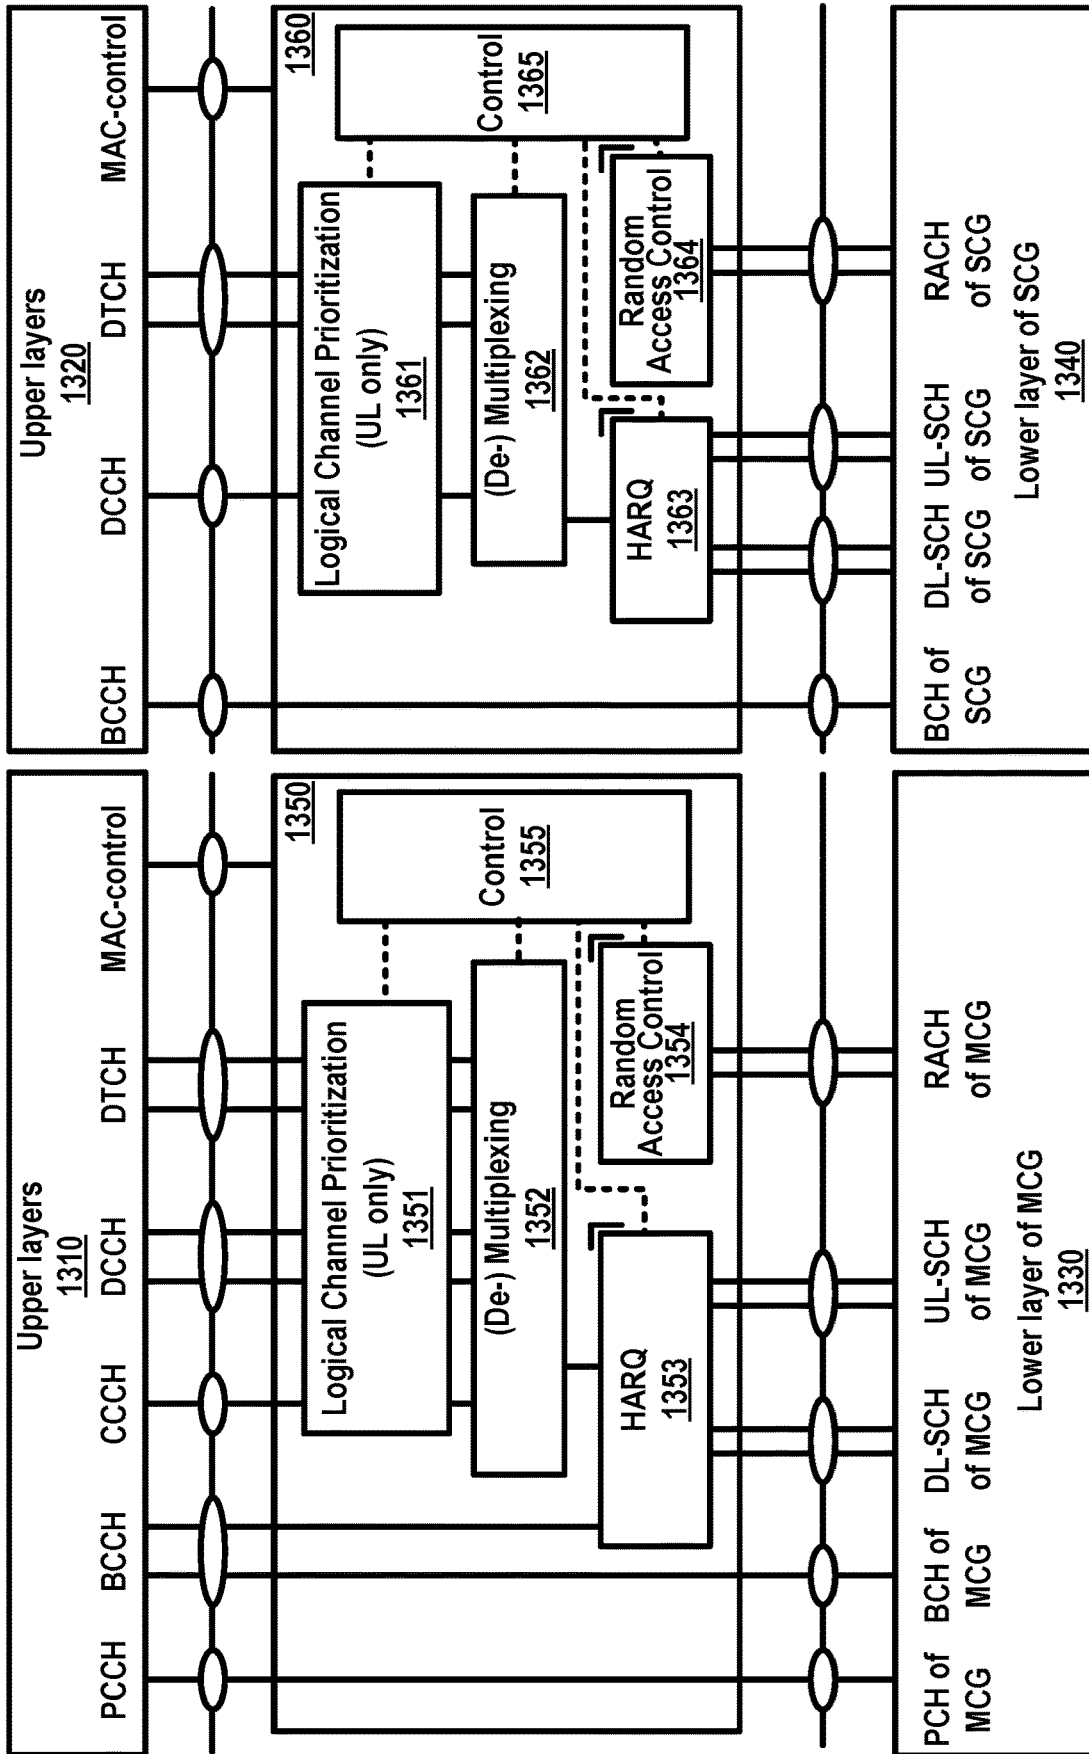 Upper layers
1310
PCCH
BCCH
CCCH
DCCH
DTCH
MAC-control
1350
Logical Channel Prioritization
(UL only)
1351
(De-) Multiplexing
1352
HARQ
1353
Random
Access Control
1354
Control
1355
PCH of
MCG
BCH of
MCG
DL-SCH
of MCG
UL-SCH
of MCG
RACH
of MCG
Lower layer of MCG
1330
Upper layers
1320
BCCH
DCCH
DTCH
MAC-control
1360
Logical Channel Prioritization
(UL only)
1361
(De-) Multiplexing
1362
HARQ
1363
Random
Access Control
1364
Control
1365
BCH of
SCG
DL-SCH
of SCG
UL-SCH
of SCG
RACH
of SCG
Lower layer of SCG
1340